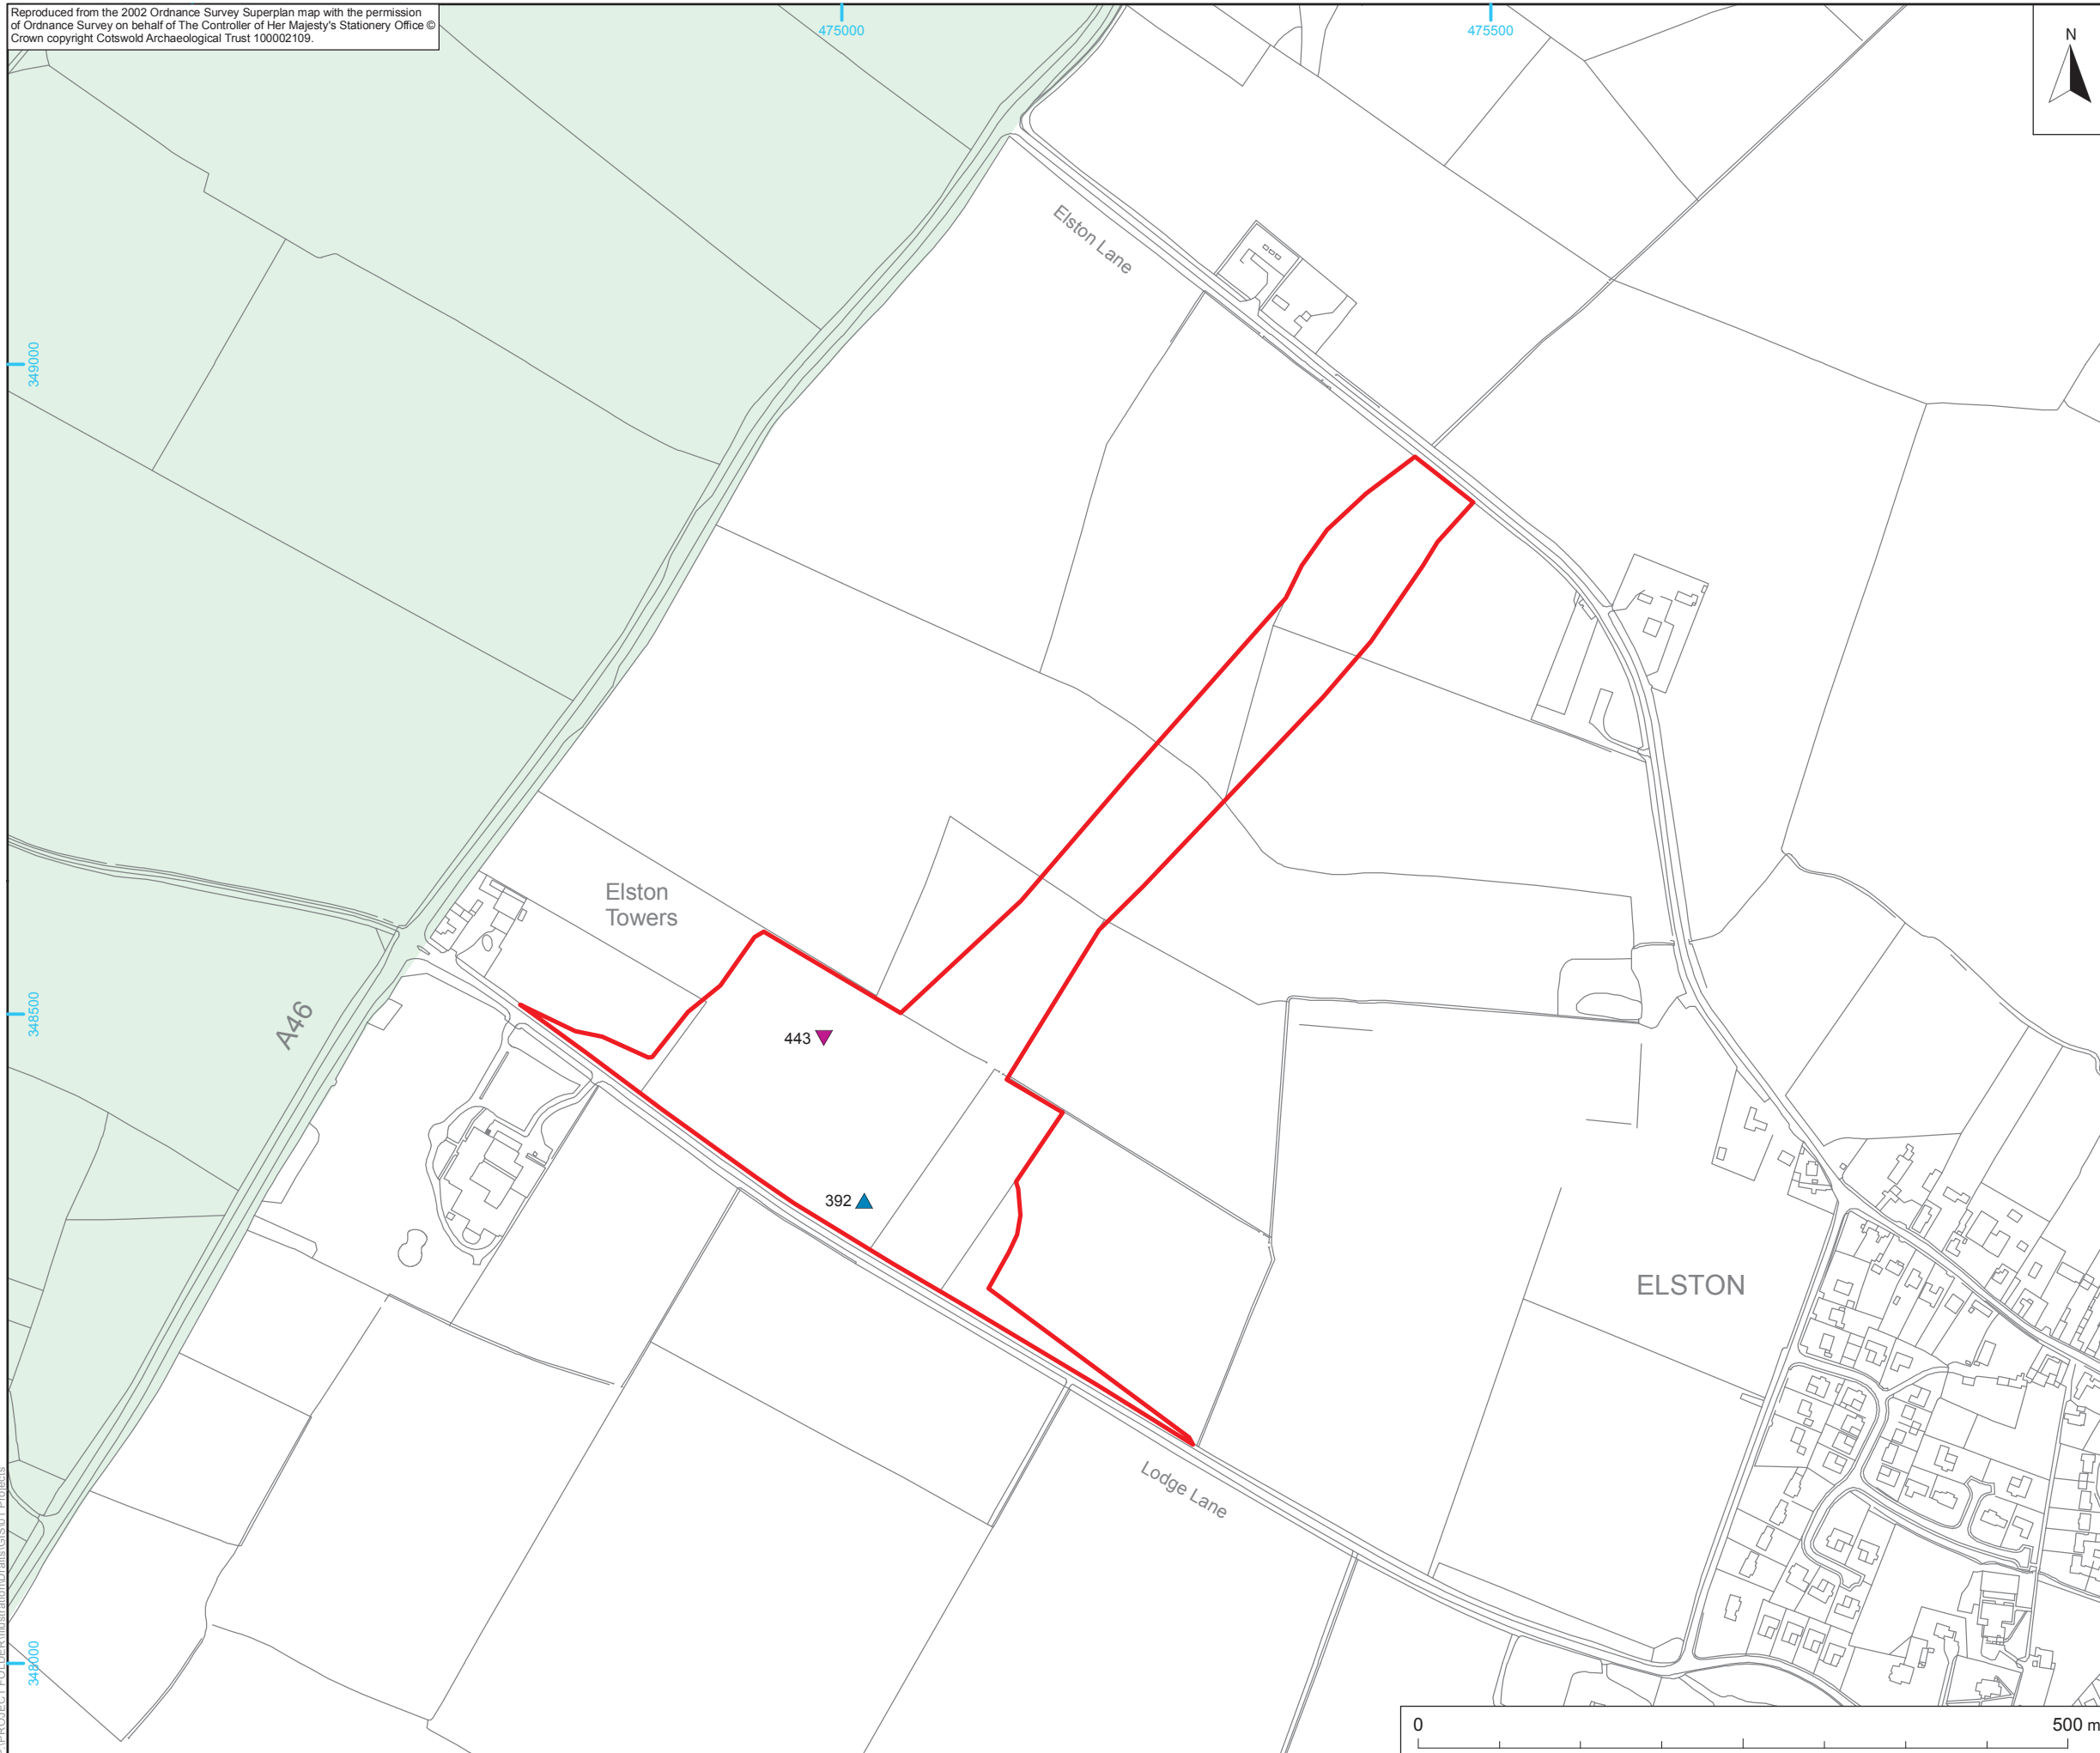 Reproduced from the 2002 Ordnance Survey Superplan map with the permission
of Ordnance Survey on behalf of The Controller of Her Majesty's Stationery Office ©
Crown copyright Cotswold Archaeological Trust 100002109.
475000
475500
N
Elston Lane
349000
Elston
Towers
348500
A46
443
392
ELSTON
Lodge Lane
348000
0
500 m